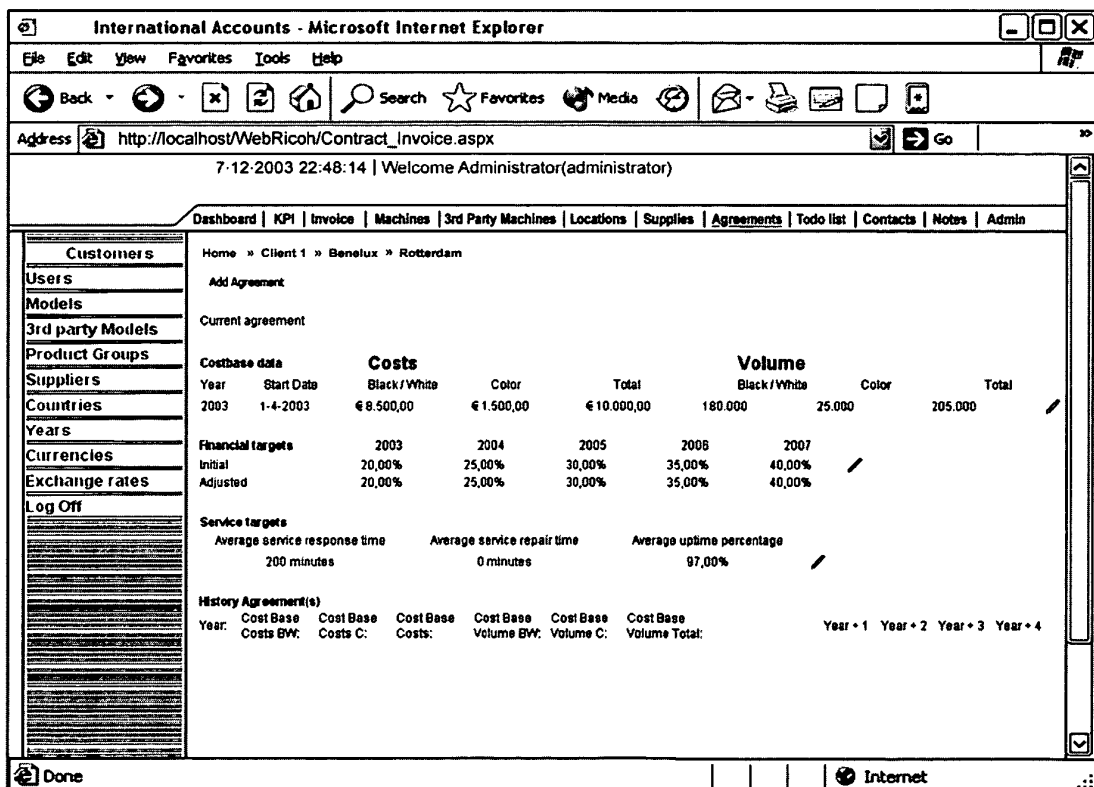 International Accounts - Microsoft Internet Explorer
File Edit View Favorites Tools Help
Back Search Favorites Media
Address http://localhost/WebRicoh/Contract_Invoice.aspx Go
7-12-2003 22:48:14 | Welcome Administrator(administrator)
Dashboard | KPI | Invoice | Machines | 3rd Party Machines | Locations | Supplies | Agreements | Todo list | Contacts | Notes | Admin
Customers
Users
Models
3rd party Models
Product Groups
Suppliers
Countries
Years
Currencies
Exchange rates
Log Off
Home » Client 1 » Benelux » Rotterdam
Add Agreement
Current agreement
Costbase data Costs Volume
Year Start Date Black / White Color Total Black / White Color Total
2003 1-4-2003 € 8.500,00 € 1.500,00 € 10.000,00 180.000 25.000 205.000
Financial targets 2003 2004 2005 2006 2007
Initial 20,00% 25,00% 30,00% 35,00% 40,00%
Adjusted 20,00% 25,00% 30,00% 35,00% 40,00%
Service targets
Average service response time Average service repair time Average uptime percentage
200 minutes 0 minutes 97,00%
History Agreement(s)
Year: Cost Base Costs BW: Cost Base Costs C: Cost Base Costs: Cost Base Volume BW: Cost Base Volume C: Cost Base Volume Total: Year + 1 Year + 2 Year + 3 Year + 4
Done Internet